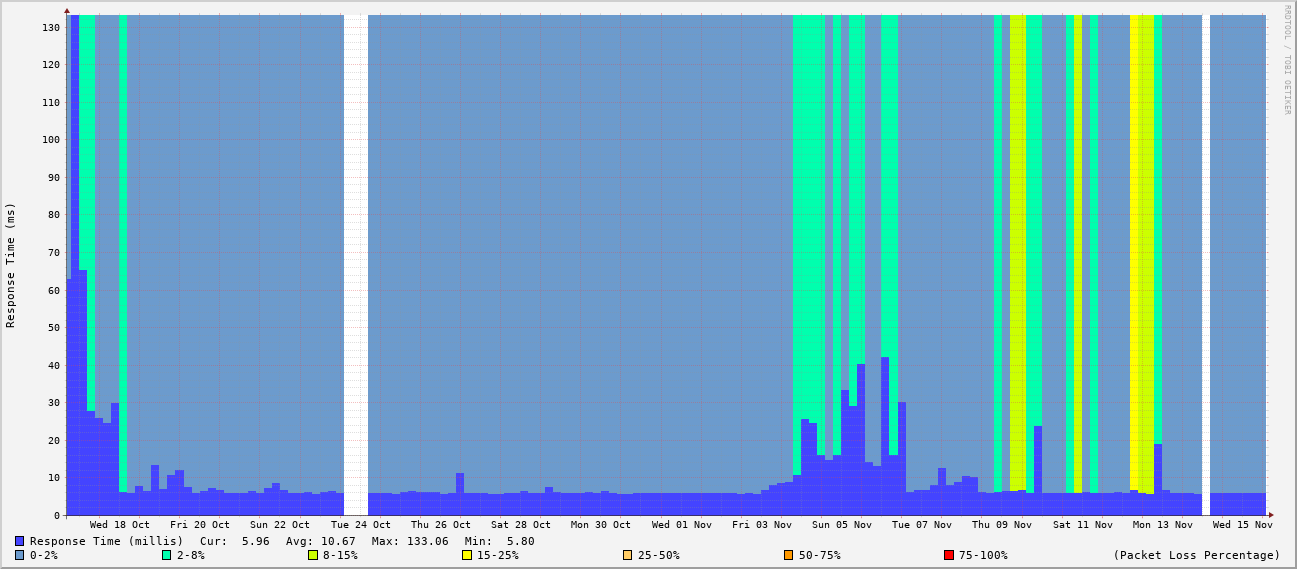 RRDTOOL / TOBI OETIKER
Response Time (ms)
130
120
110
100
90
80
70
60
50
40
30
20
10
0
Wed 18 Oct Fri 20 Oct Sun 22 Oct Tue 24 Oct Thu 26 Oct Sat 28 Oct Mon 30 Oct Wed 01 Nov Fri 03 Nov Sun 05 Nov Tue 07 Nov Thu 09 Nov Sat 11 Nov Mon 13 Nov Wed 15 Nov
Response Time (millis) Cur: 5.96 Avg: 10.67 Max: 133.06 Min: 5.80
0-2% 2-8% 8-15% 15-25% 25-50% 50-75% 75-100% (Packet Loss Percentage)